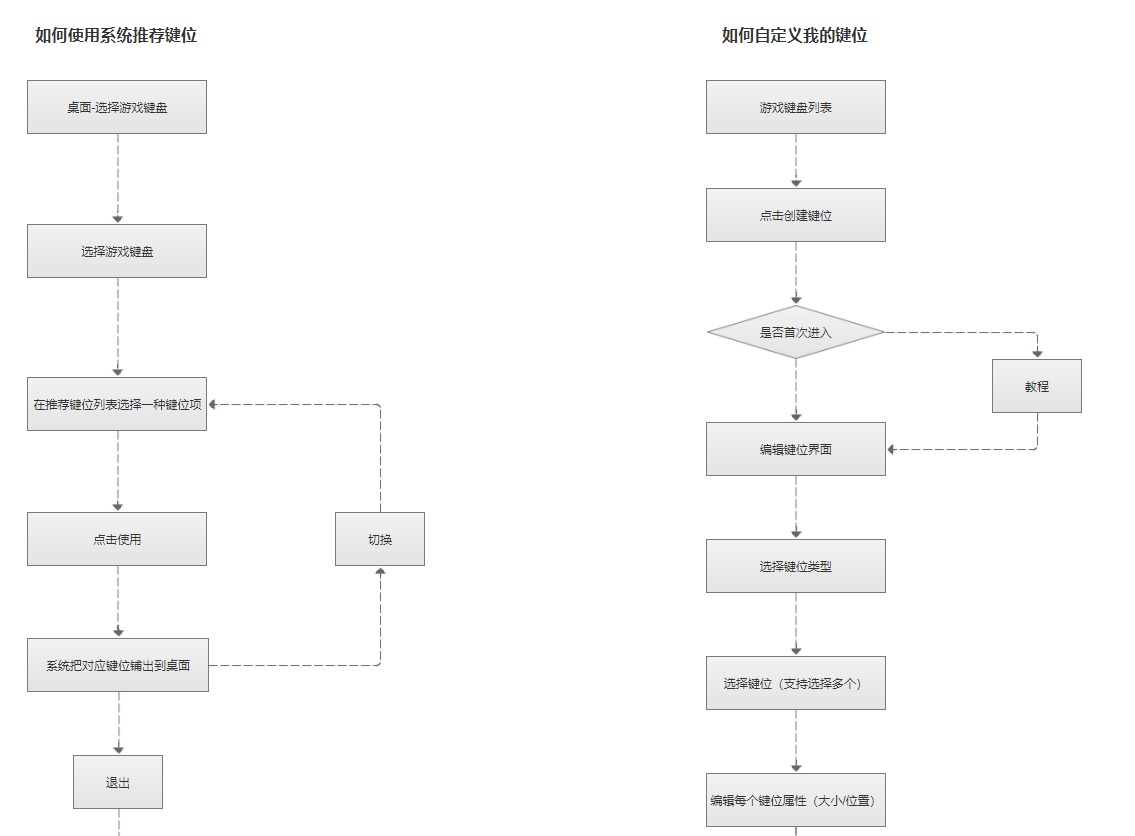 如何使用系统推荐键位
桌面-选择游戏键盘
选择游戏键盘
在推荐键位列表选择一种键位项
点击使用
切换
系统把对应键位铺出到桌面
退出
如何自定义我的键位
游戏键盘列表
点击创建键位
是否首次进入
教程
编辑键位界面
选择键位类型
选择键位（支持选择多个）
编辑每个键位属性（大小/位置）